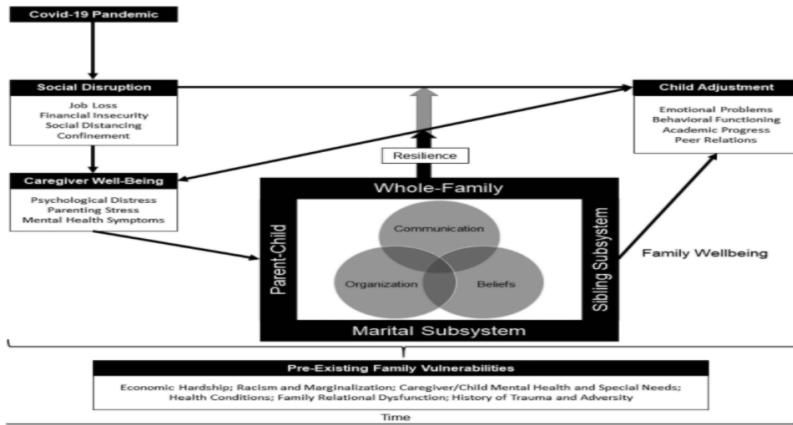 Covid-19 Pandemic
Social Disruption
Job Loss
Financial Insecurity
Social Distancing
Confinement
Child Adjustment
Emotional Problems
Behavioral Functioning
Academic Progress
Peer Relations
Resilience
Caregiver Well-Being
Psychological Distress
Parenting Stress
Mental Health Symptoms
Whole-Family
Parent-Child
Communication
Organization
Beliefs
Sibling Subsystem
Marital Subsystem
Family Wellbeing
Pre-Existing Family Vulnerabilities
Economic Hardship; Racism and Marginalization; Caregiver/Child Mental Health and Special Needs;
Health Conditions; Family Relational Dysfunction; History of Trauma and Adversity
Time